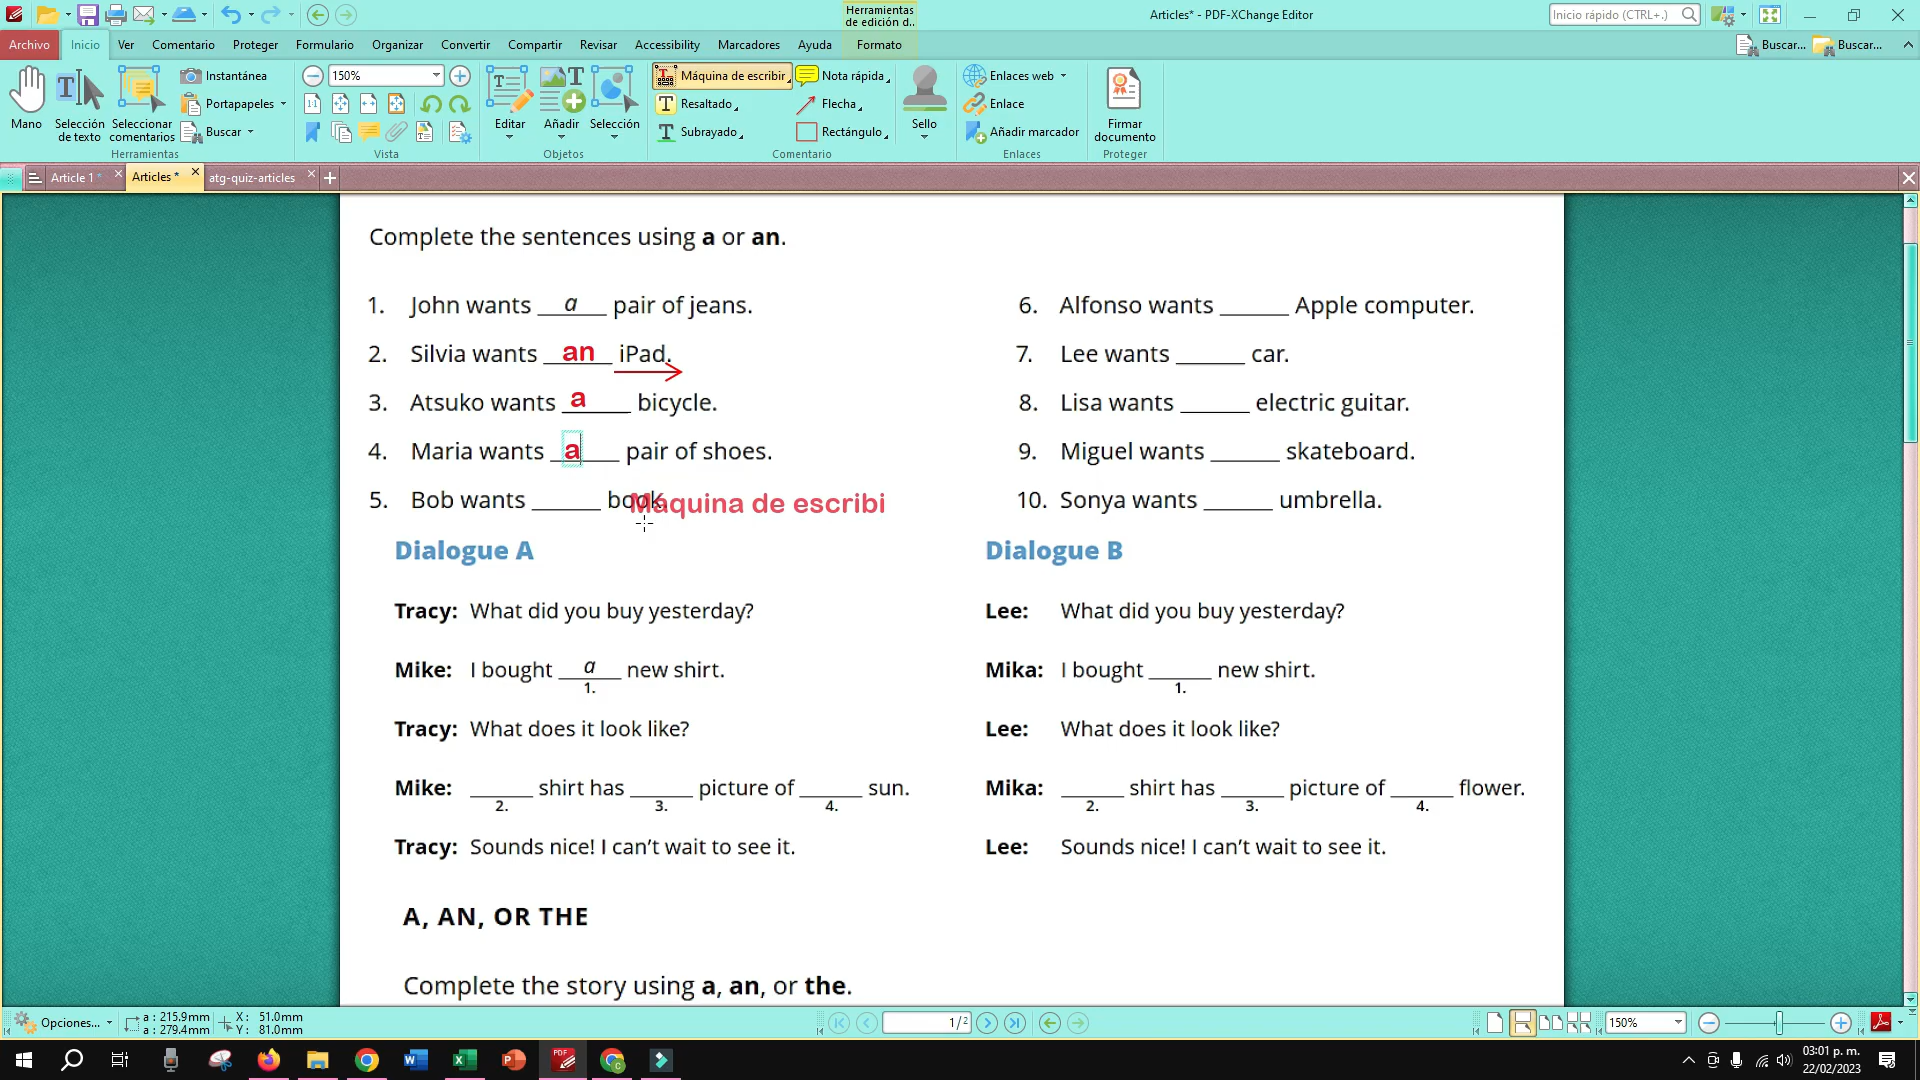 Herramientas
de edición d..
Articles* - PDF-XChange Editor
Inicio rápido (CTRL+.)
Archivo Inicio Ver Comentario Proteger Formulario Organizar Convertir Compartir Revisar Accessibility Marcadores Ayuda Formato Buscar... Buscar...
Mano
Selección
de texto
Seleccionar
comentarios
Instantánea
Portapapeles
Buscar
Herramientas
150%
Vista
Editar
Añadir
Selección
Objetos
Máquina de escribir
Resaltado
Subrayado
Nota rápida
Flecha
Rectángulo
Sello
Comentario
Enlaces web
Enlace
Añadir marcador
Enlaces
Firmar
documento
Proteger
Article 1 * Articles * atg-quiz-articles
Complete the sentences using a or an.
1. John wants __a__ pair of jeans.
2. Silvia wants __an__ iPad.
3. Atsuko wants __a__ bicycle.
4. Maria wants __a__ pair of shoes.
5. Bob wants ______ book.
Máquina de escribi
6. Alfonso wants ______ Apple computer.
7. Lee wants ______ car.
8. Lisa wants ______ electric guitar.
9. Miguel wants ______ skateboard.
10. Sonya wants ______ umbrella.
Dialogue A
Tracy: What did you buy yesterday?
Mike: I bought __a__ new shirt.
1.
Tracy: What does it look like?
Mike: ______ shirt has ______ picture of ______ sun.
2. 3. 4.
Tracy: Sounds nice! I can’t wait to see it.
Dialogue B
Lee: What did you buy yesterday?
Mika: I bought ______ new shirt.
1.
Lee: What does it look like?
Mika: ______ shirt has ______ picture of ______ flower.
2. 3. 4.
Lee: Sounds nice! I can’t wait to see it.
A, AN, OR THE
Complete the story using a, an, or the.
Opciones...
a : 215.9mm
a : 279.4mm
X : 51.0mm
Y : 81.0mm
1/2
150%
03:01 p. m.
22/02/2023